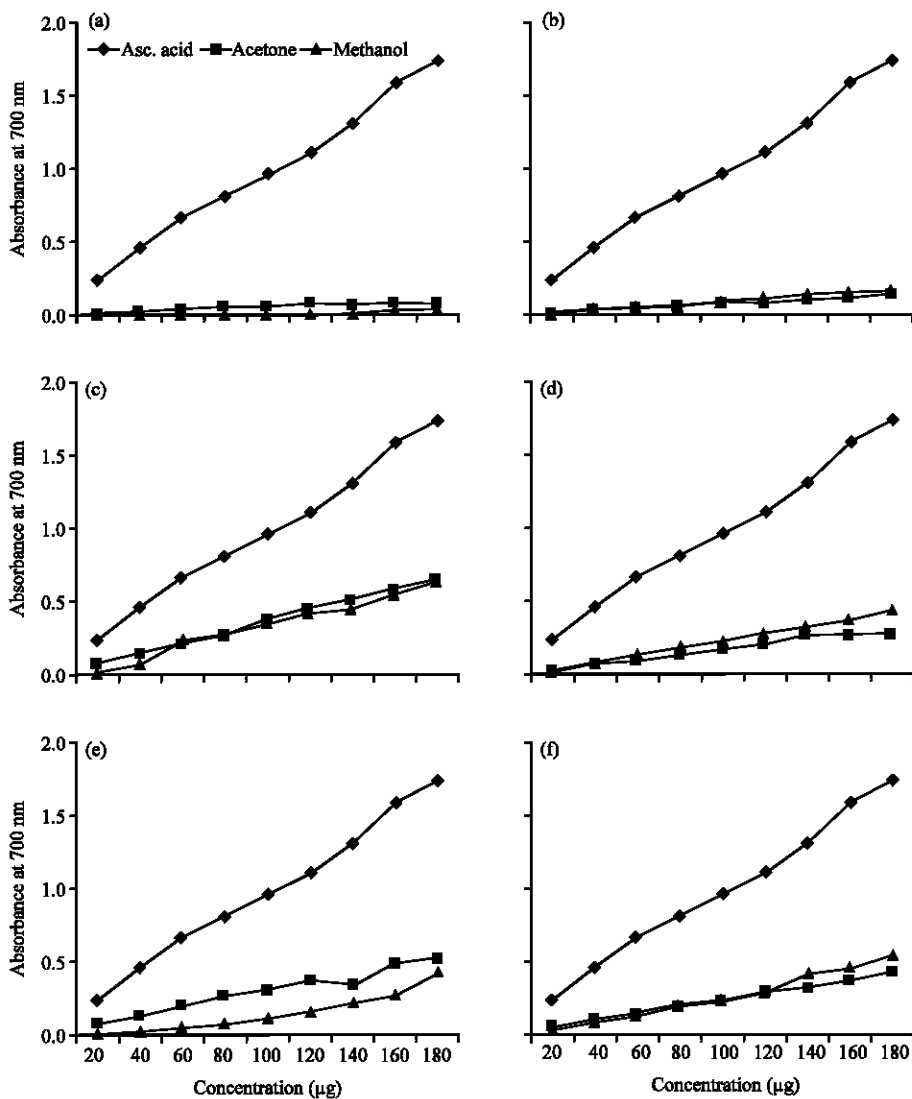 (a)
Asc. acid Acetone Methanol
Absorbance at 700 nm
2.0
1.5
1.0
0.5
0.0
(b)
(c)
Absorbance at 700 nm
2.0
1.5
1.0
0.5
0.0
(d)
(e)
Absorbance at 700 nm
2.0
1.5
1.0
0.5
0.0
20 40 60 80 100 120 140 160 180
Concentration (µg)
(f)
20 40 60 80 100 120 140 160 180
Concentration (µg)